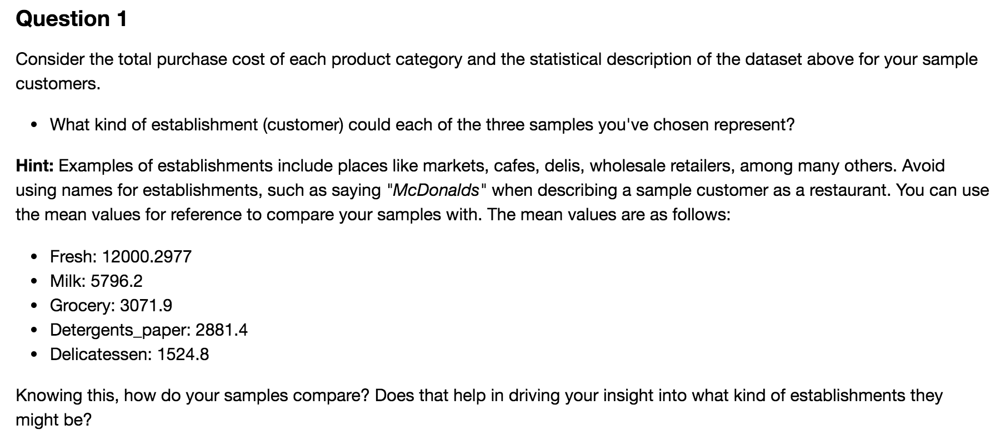 Question 1
Consider the total purchase cost of each product category and the statistical description of the dataset above for your sample
customers.
• What kind of establishment (customer) could each of the three samples you've chosen represent?
Hint: Examples of establishments include places like markets, cafes, delis, wholesale retailers, among many others. Avoid
using names for establishments, such as saying "McDonalds" when describing a sample customer as a restaurant. You can use
the mean values for reference to compare your samples with. The mean values are as follows:
• Fresh: 12000.2977
• Milk: 5796.2
• Grocery: 3071.9
• Detergents_paper: 2881.4
• Delicatessen: 1524.8
Knowing this, how do your samples compare? Does that help in driving your insight into what kind of establishments they
might be?